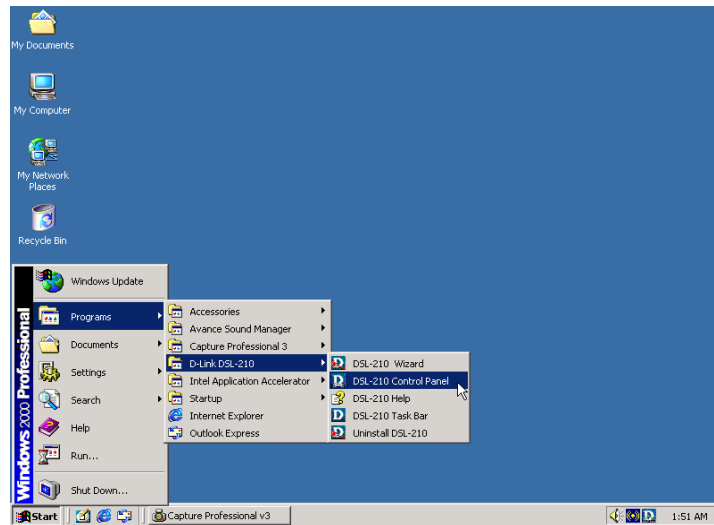 My Documents
My Computer
My Network
Places
Recycle Bin
Windows 2000 Professional
Windows Update
Programs
Documents
Settings
Search
Help
Run...
Shut Down...
Accessories
Avance Sound Manager
Capture Professional 3
D-Link DSL-210
Intel Application Accelerator
Startup
Internet Explorer
Outlook Express
DSL-210 Wizard
DSL-210 Control Panel
DSL-210 Help
DSL-210 Task Bar
Uninstall DSL-210
Start
Capture Professional v3
1:51 AM